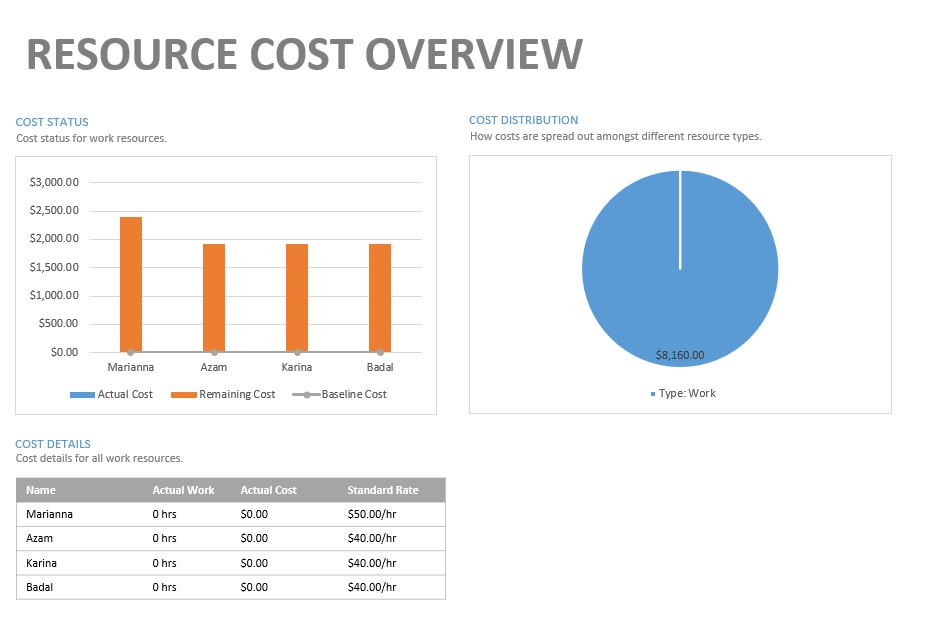 RESOURCE COST OVERVIEW
COST STATUS
Cost status for work resources.
$3,000.00
$2,500.00
$2,000.00
$1,500.00
$1,000.00
$500.00
$0.00
Marianna Azam Karina Badal
Actual Cost Remaining Cost Baseline Cost
COST DISTRIBUTION
How costs are spread out amongst different resource types.
$8,160.00
Type: Work
COST DETAILS
Cost details for all work resources.
Name Actual Work Actual Cost Standard Rate
Marianna 0 hrs $0.00 $50.00/hr
Azam 0 hrs $0.00 $40.00/hr
Karina 0 hrs $0.00 $40.00/hr
Badal 0 hrs $0.00 $40.00/hr